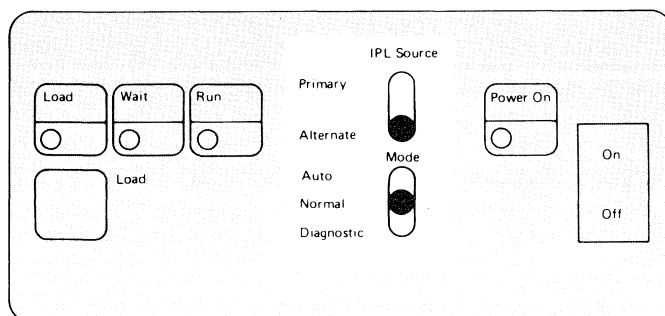 IPL Source
Primary
Alternate
Load
Wait
Run
Power On
Load
Mode
Auto
Normal
Diagnostic
On
Off